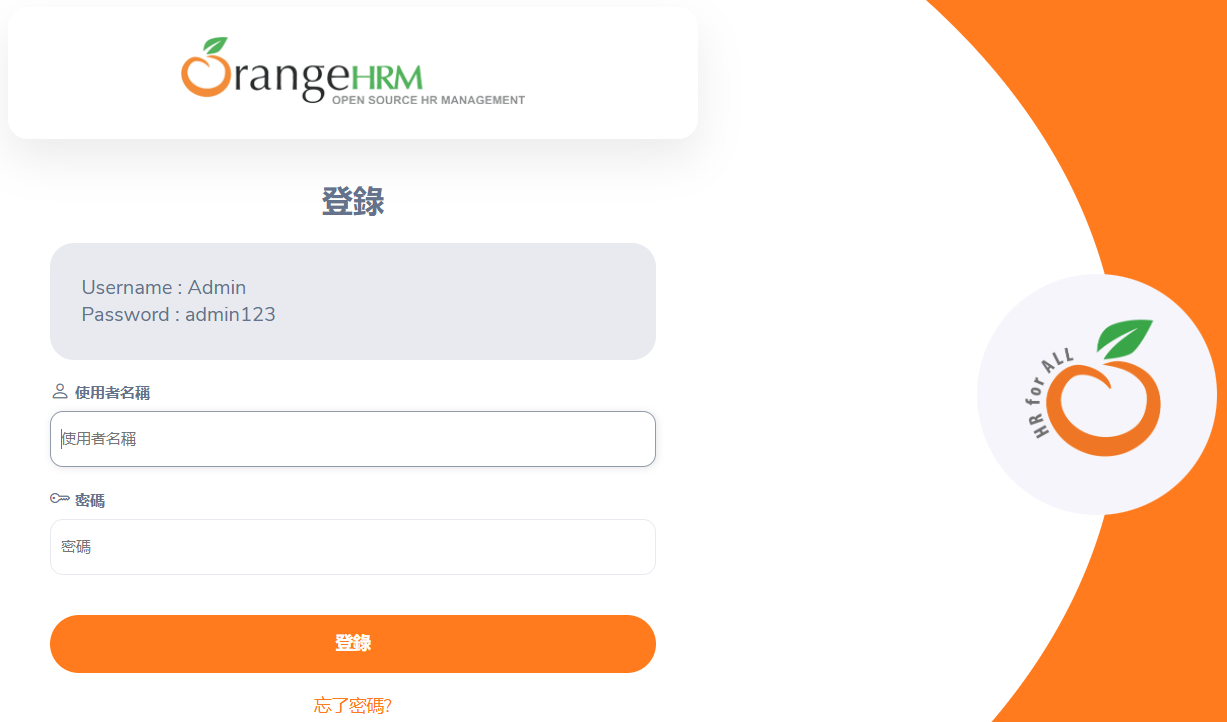 OrangeHRM
OPEN SOURCE HR MANAGEMENT
登錄
Username : Admin
Password : admin123
使用者名稱
使用者名稱
密碼
密碼
登錄
忘了密碼?
HR for ALL